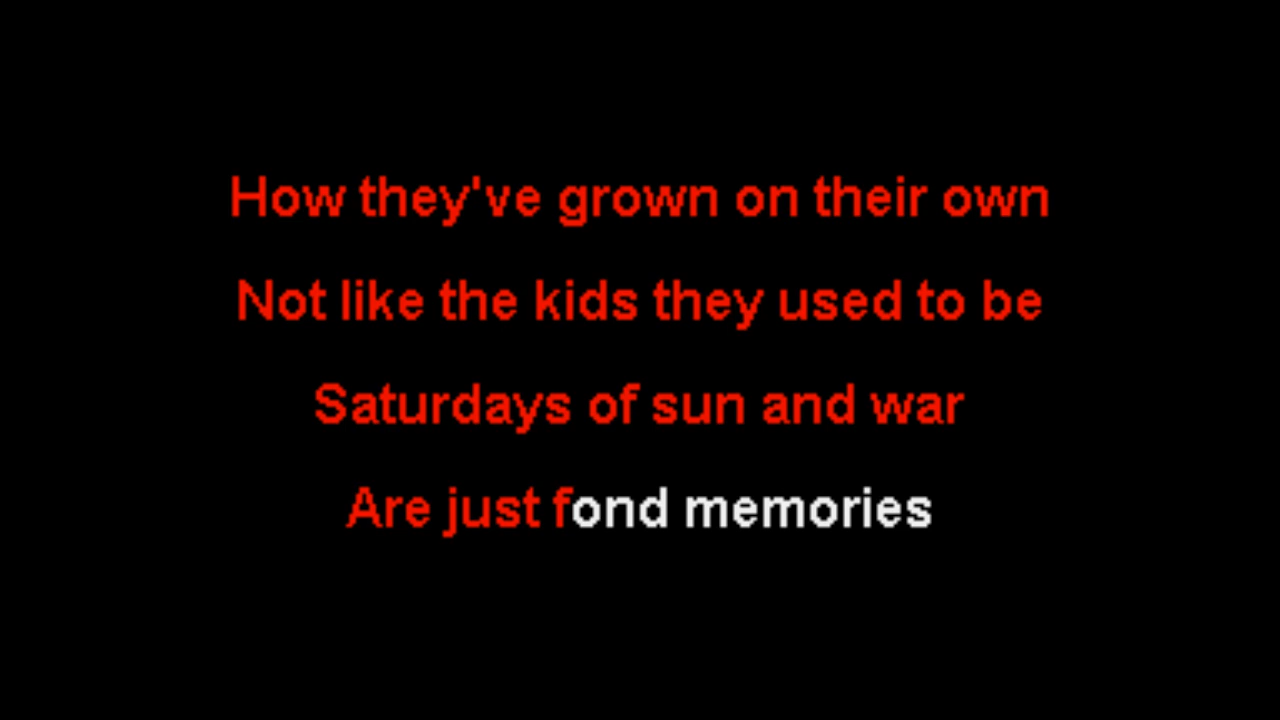 How they've grown on their own
Not like the kids they used to be
Saturdays of sun and war
Are just fond memories